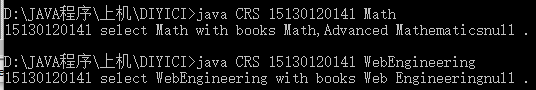 D:\JAVA程序\上机\DIYICI>java CRS 15130120141 Math
15130120141 select Math with books Math,Advanced Mathematicsnull .
D:\JAVA程序\上机\DIYICI>java CRS 15130120141 WebEngineering
15130120141 select WebEngineering with books Web Engineeringnull .